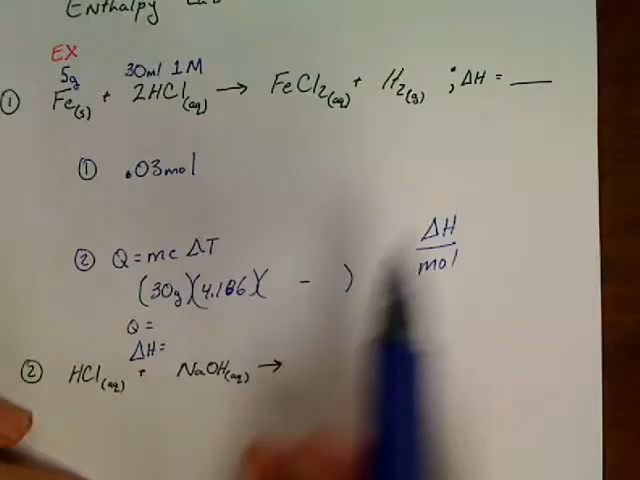 Enthalpy Lab
EX
5g 30ml 1M
① Fe(s) + 2HCl(aq) → FeCl2(aq) + H2(g) ; ΔH = ___
① .03mol
② Q = mcΔT
(30g)(4.186)( - )
ΔH
mol
Q =
ΔH =
② HCl(aq) + NaOH(aq) →